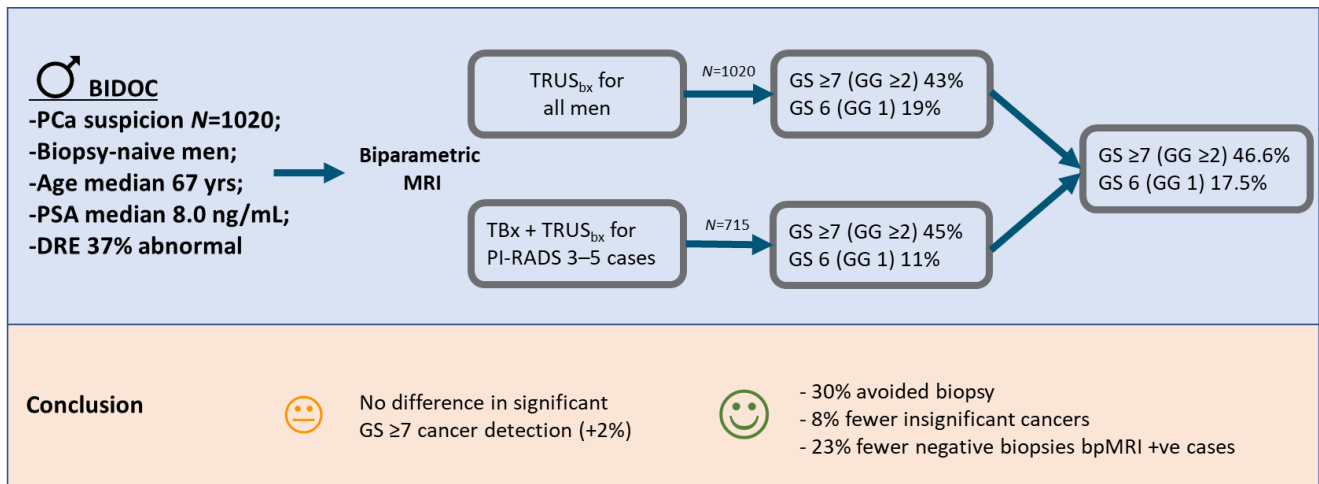 BIDOC
-PCa suspicion N=1020;
-Biopsy-naive men;
-Age median 67 yrs;
-PSA median 8.0 ng/mL;
-DRE 37% abnormal
Biparametric
MRI
TRUSbx for
all men
N=1020
GS ≥7 (GG ≥2) 43%
GS 6 (GG 1) 19%
TBx + TRUSbx for
PI-RADS 3–5 cases
N=715
GS ≥7 (GG ≥2) 45%
GS 6 (GG 1) 11%
GS ≥7 (GG ≥2) 46.6%
GS 6 (GG 1) 17.5%
Conclusion
No difference in significant
GS ≥7 cancer detection (+2%)
- 30% avoided biopsy
- 8% fewer insignificant cancers
- 23% fewer negative biopsies bpMRI +ve cases